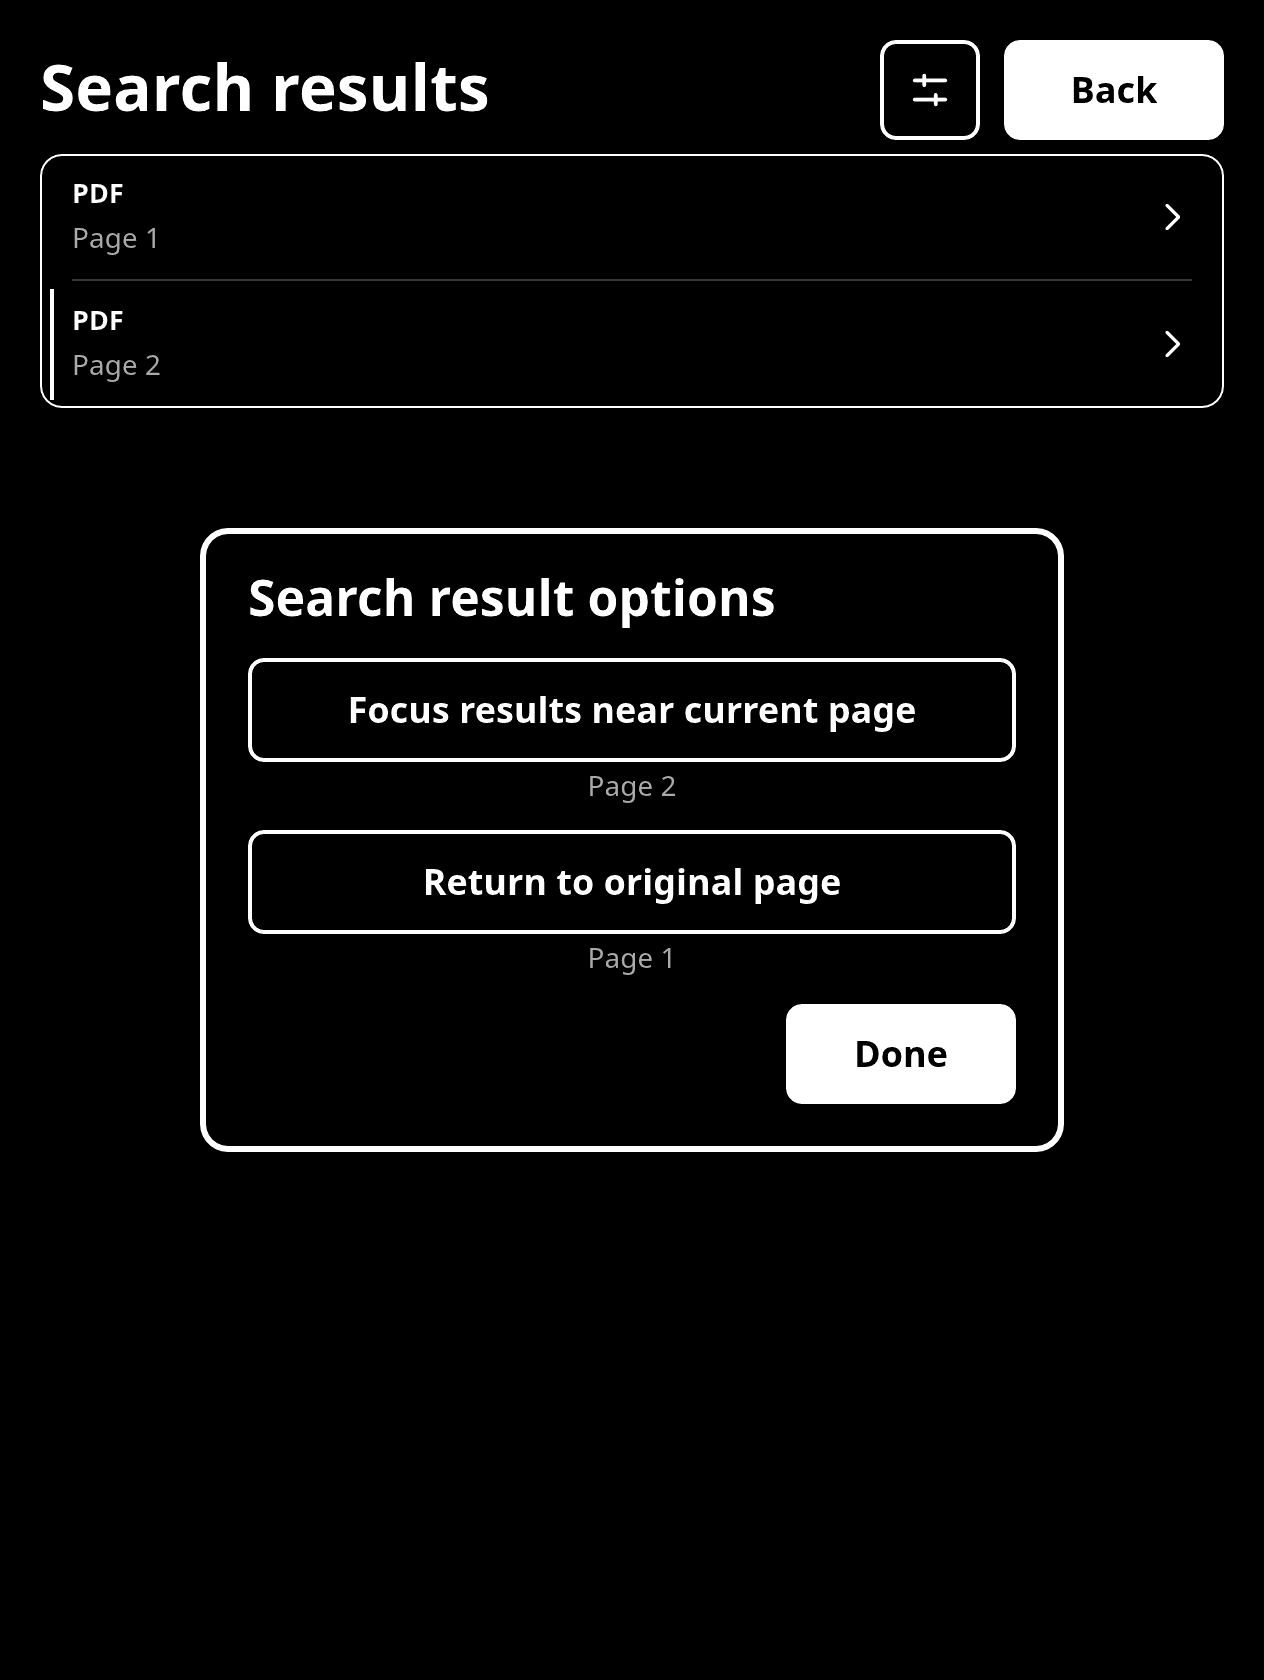 Search results
Back
PDF
Page 1
PDF
Page 2
Search result options
Focus results near current page
Page 2
Return to original page
Page 1
Done